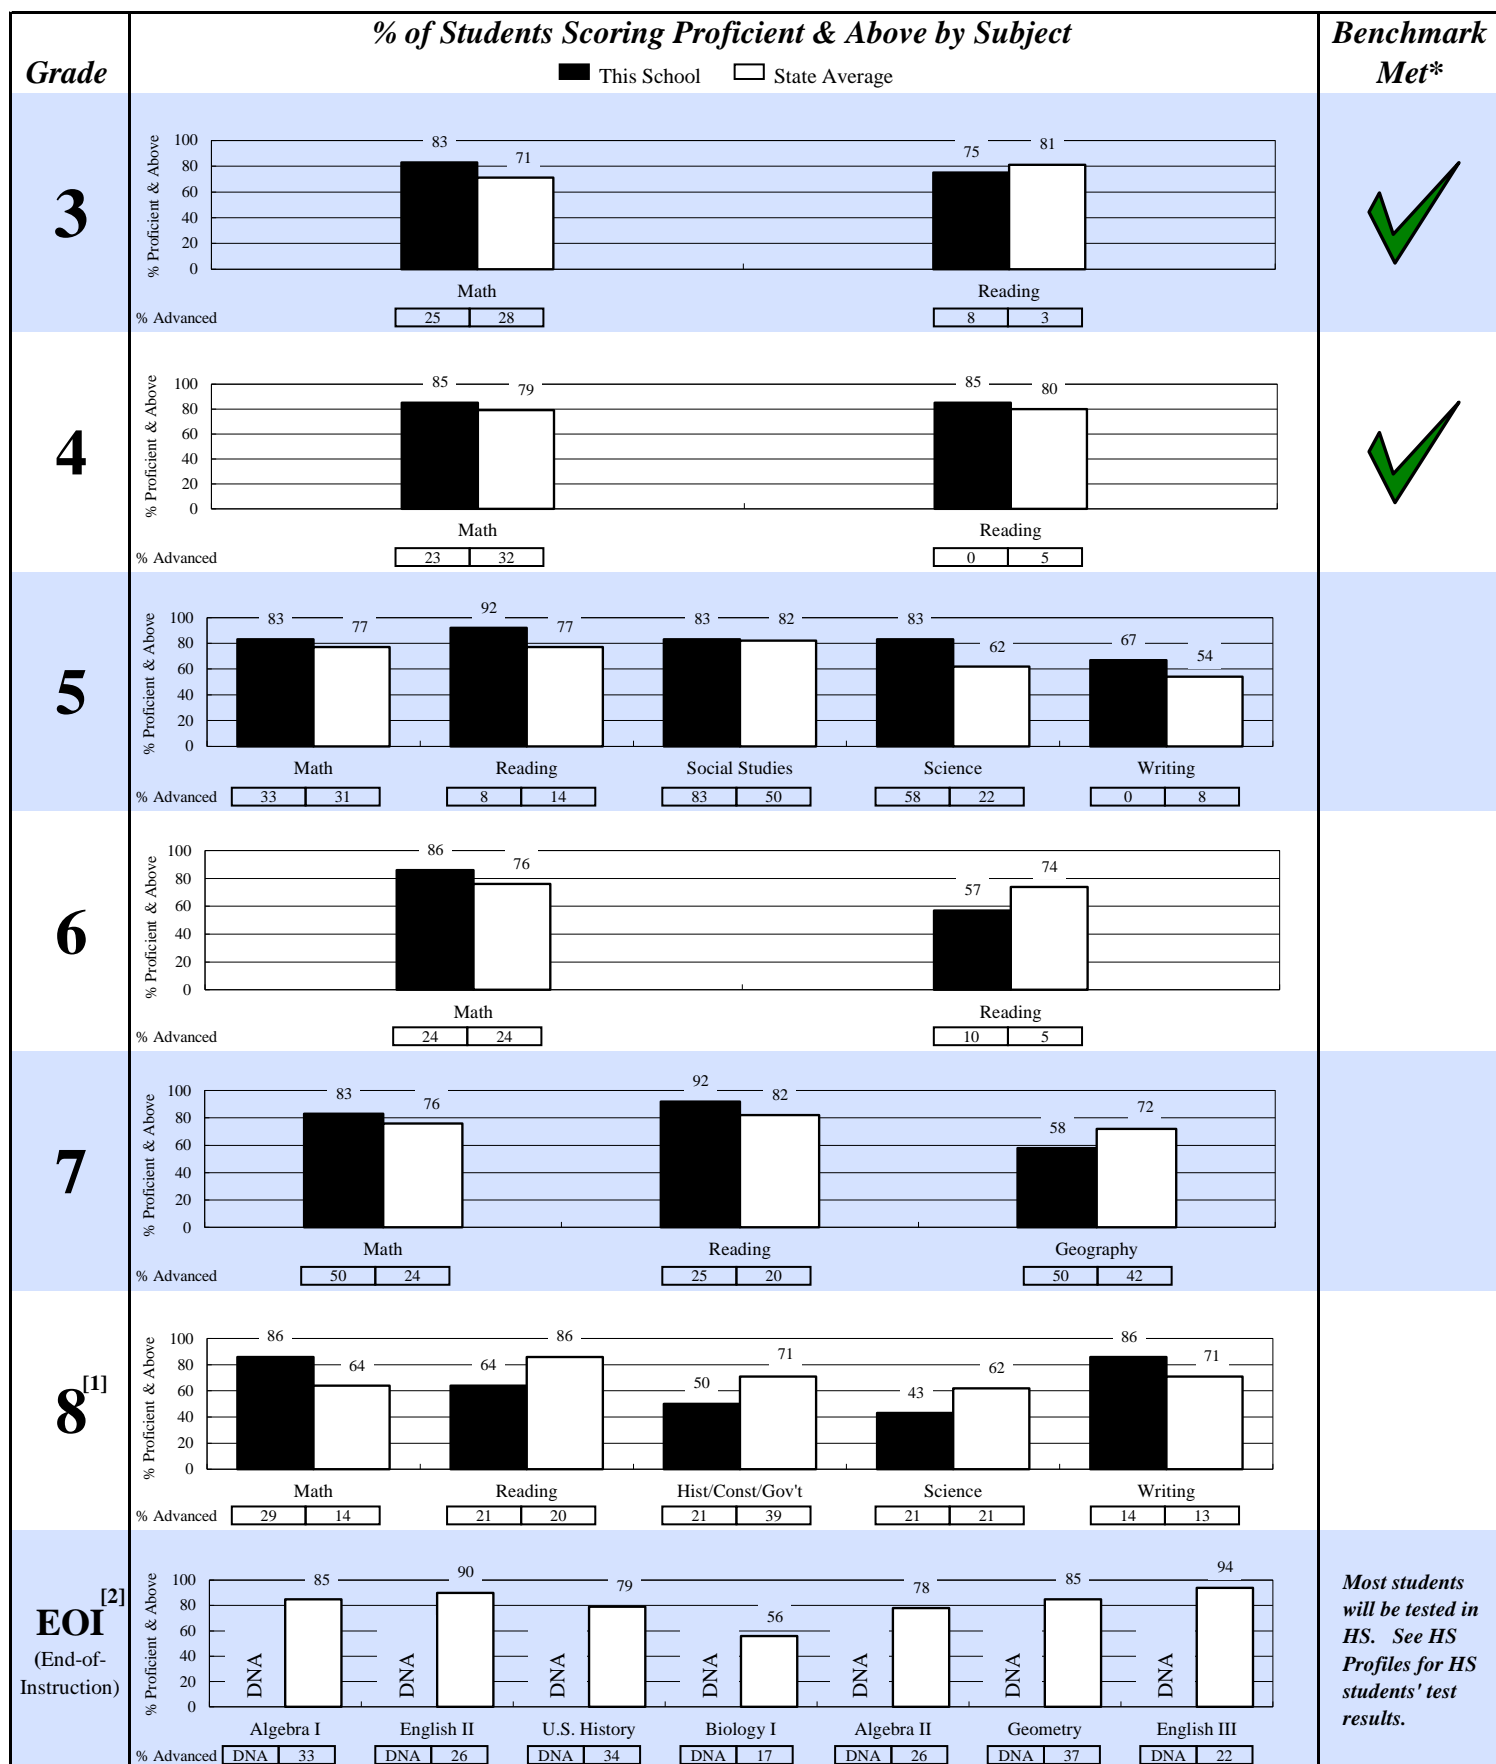 % of Students Scoring Proficient & Above by Subject
Benchmark
Met*
Grade
This School State Average
3
% Proficient & Above
100
80
60
40
20
0
83 71 75 81
Math Reading
% Advanced 25 28 8 3
4
% Proficient & Above
100
80
60
40
20
0
85 79 85 80
Math Reading
% Advanced 23 32 0 5
5
% Proficient & Above
100
80
60
40
20
0
83 77 92 77 83 82 83 62 67 54
Math Reading Social Studies Science Writing
% Advanced 33 31 8 14 83 50 58 22 0 8
6
% Proficient & Above
100
80
60
40
20
0
86 76 57 74
Math Reading
% Advanced 24 24 10 5
7
% Proficient & Above
100
80
60
40
20
0
83 76 92 82 58 72
Math Reading Geography
% Advanced 50 24 25 20 50 42
8[1]
% Proficient & Above
100
80
60
40
20
0
86 64 64 86 50 71 43 62 86 71
Math Reading Hist/Const/Gov't Science Writing
% Advanced 29 14 21 20 21 39 21 21 14 13
EOI[2]
(End-of-
Instruction)
% Proficient & Above
100
80
60
40
20
0
DNA 85 DNA 90 DNA 79 DNA 56 DNA 78 DNA 85 DNA 94
Algebra I English II U.S. History Biology I Algebra II Geometry English III
% Advanced DNA 33 DNA 26 DNA 34 DNA 17 DNA 26 DNA 37 DNA 22
Most students
will be tested in
HS. See HS
Profiles for HS
students' test
results.